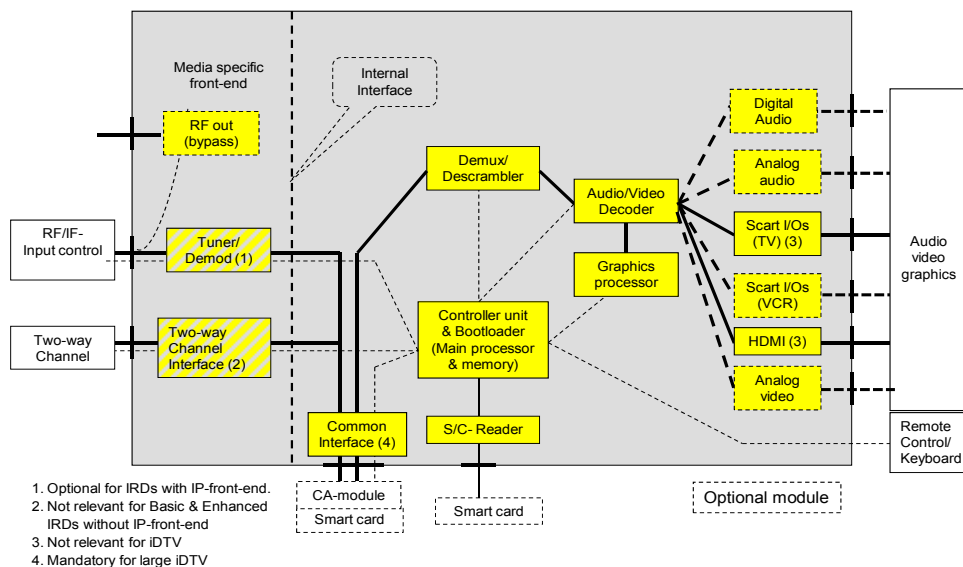 Media specific
front-end
Internal
Interface
RF out
(bypass)
RF/IF-
Input control
Tuner/
Demod (1)
Two-way
Channel
Two-way
Channel
Interface (2)
Demux/
Descrambler
Audio/Video
Decoder
Graphics
processor
Controller unit
& Bootloader
(Main processor
& memory)
Common
Interface (4)
S/C- Reader
CA-module
Smart card
Smart card
Digital
Audio
Analog
audio
Scart I/Os
(TV) (3)
Scart I/Os
(VCR)
HDMI (3)
Analog
video
Audio
video
graphics
Remote
Control/
Keyboard
Optional module
1. Optional for IRDs with IP-front-end.
2. Not relevant for Basic & Enhanced
IRDs without IP-front-end
3. Not relevant for iDTV
4. Mandatory for large iDTV